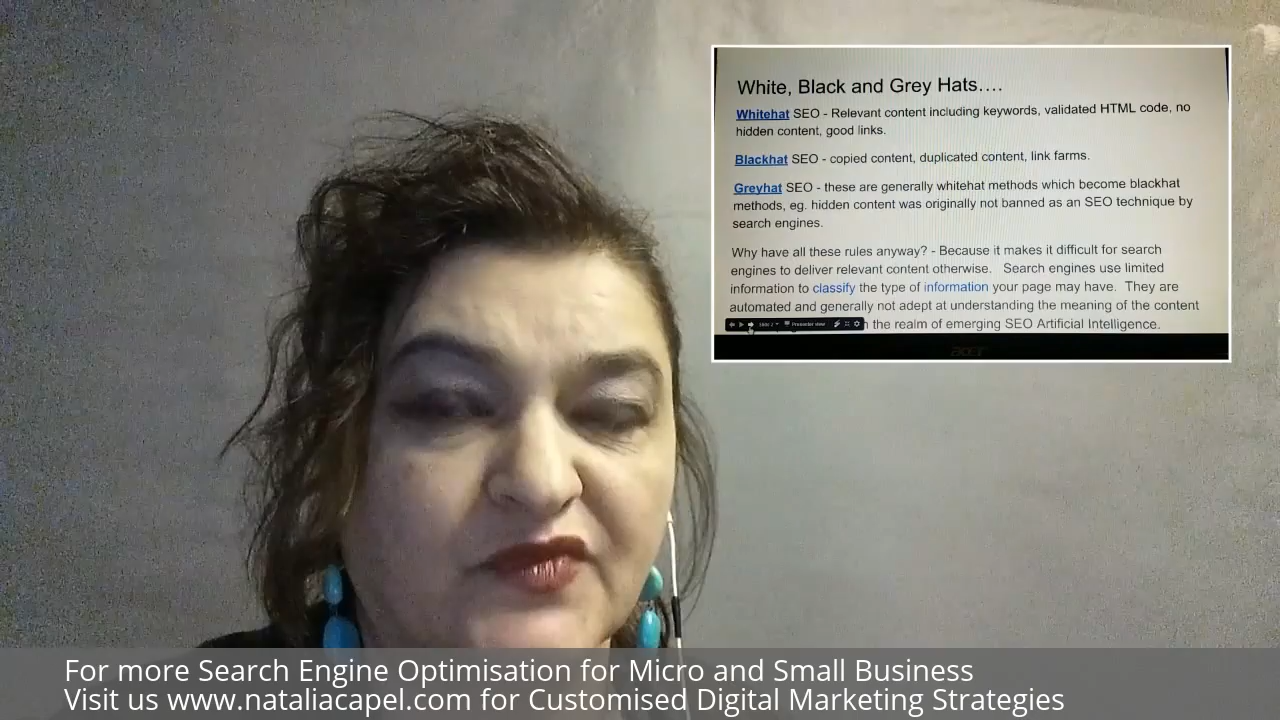 White, Black and Grey Hats….
Whitehat SEO - Relevant content including keywords, validated HTML code, no
hidden content, good links.
Blackhat SEO - copied content, duplicated content, link farms.
Greyhat SEO - these are generally whitehat methods which become blackhat
methods, eg. hidden content was originally not banned as an SEO technique by
search engines.
Why have all these rules anyway? - Because it makes it difficult for search
engines to deliver relevant content otherwise. Search engines use limited
information to classify the type of information your page may have. They are
automated and generally not adept at understanding the meaning of the content
Presenter view
the realm of emerging SEO Artificial Intelligence.
acer
For more Search Engine Optimisation for Micro and Small Business
Visit us www.nataliacapel.com for Customised Digital Marketing Strategies